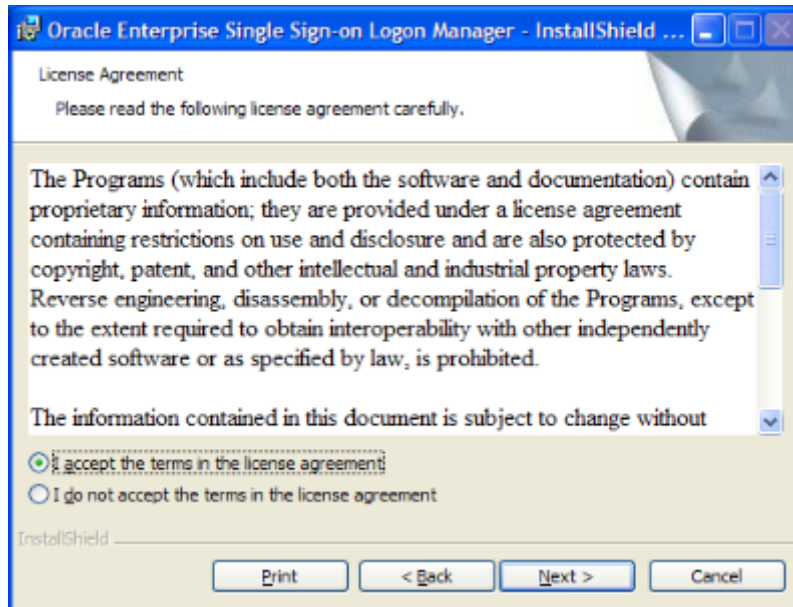 Oracle Enterprise Single Sign-on Logon Manager - InstallShield ...
License Agreement
Please read the following license agreement carefully.
The Programs (which include both the software and documentation) contain
proprietary information; they are provided under a license agreement
containing restrictions on use and disclosure and are also protected by
copyright, patent, and other intellectual and industrial property laws.
Reverse engineering, disassembly, or decompilation of the Programs, except
to the extent required to obtain interoperability with other independently
created software or as specified by law, is prohibited.
The information contained in this document is subject to change without
I accept the terms in the license agreement
I do not accept the terms in the license agreement
InstallShield
Print < Back Next > Cancel